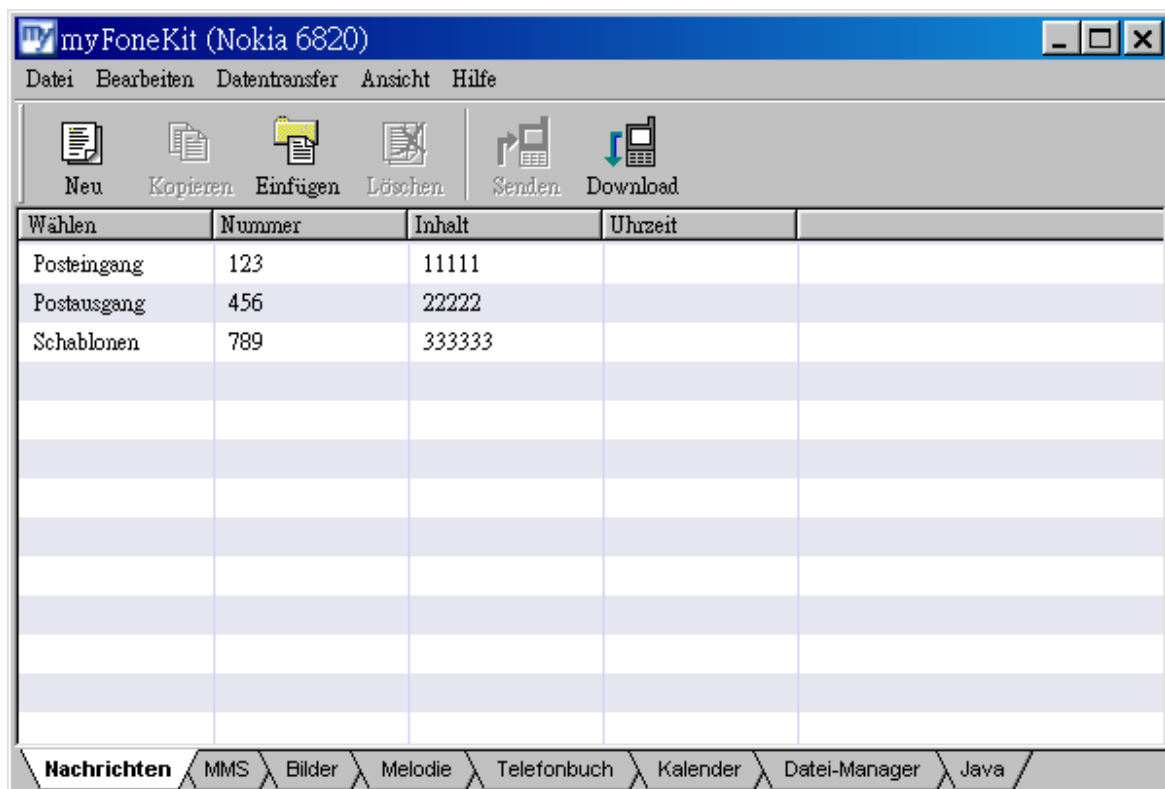 my myFoneKit (Nokia 6820)
Datei Bearbeiten Datentransfer Ansicht Hilfe
Neu Kopieren Einfügen Löschen Senden Download
Wählen Nummer Inhalt Uhrzeit
Posteingang 123 11111
Postausgang 456 22222
Schablonen 789 333333
Nachrichten MMS Bilder Melodie Telefonbuch Kalender Datei-Manager Java